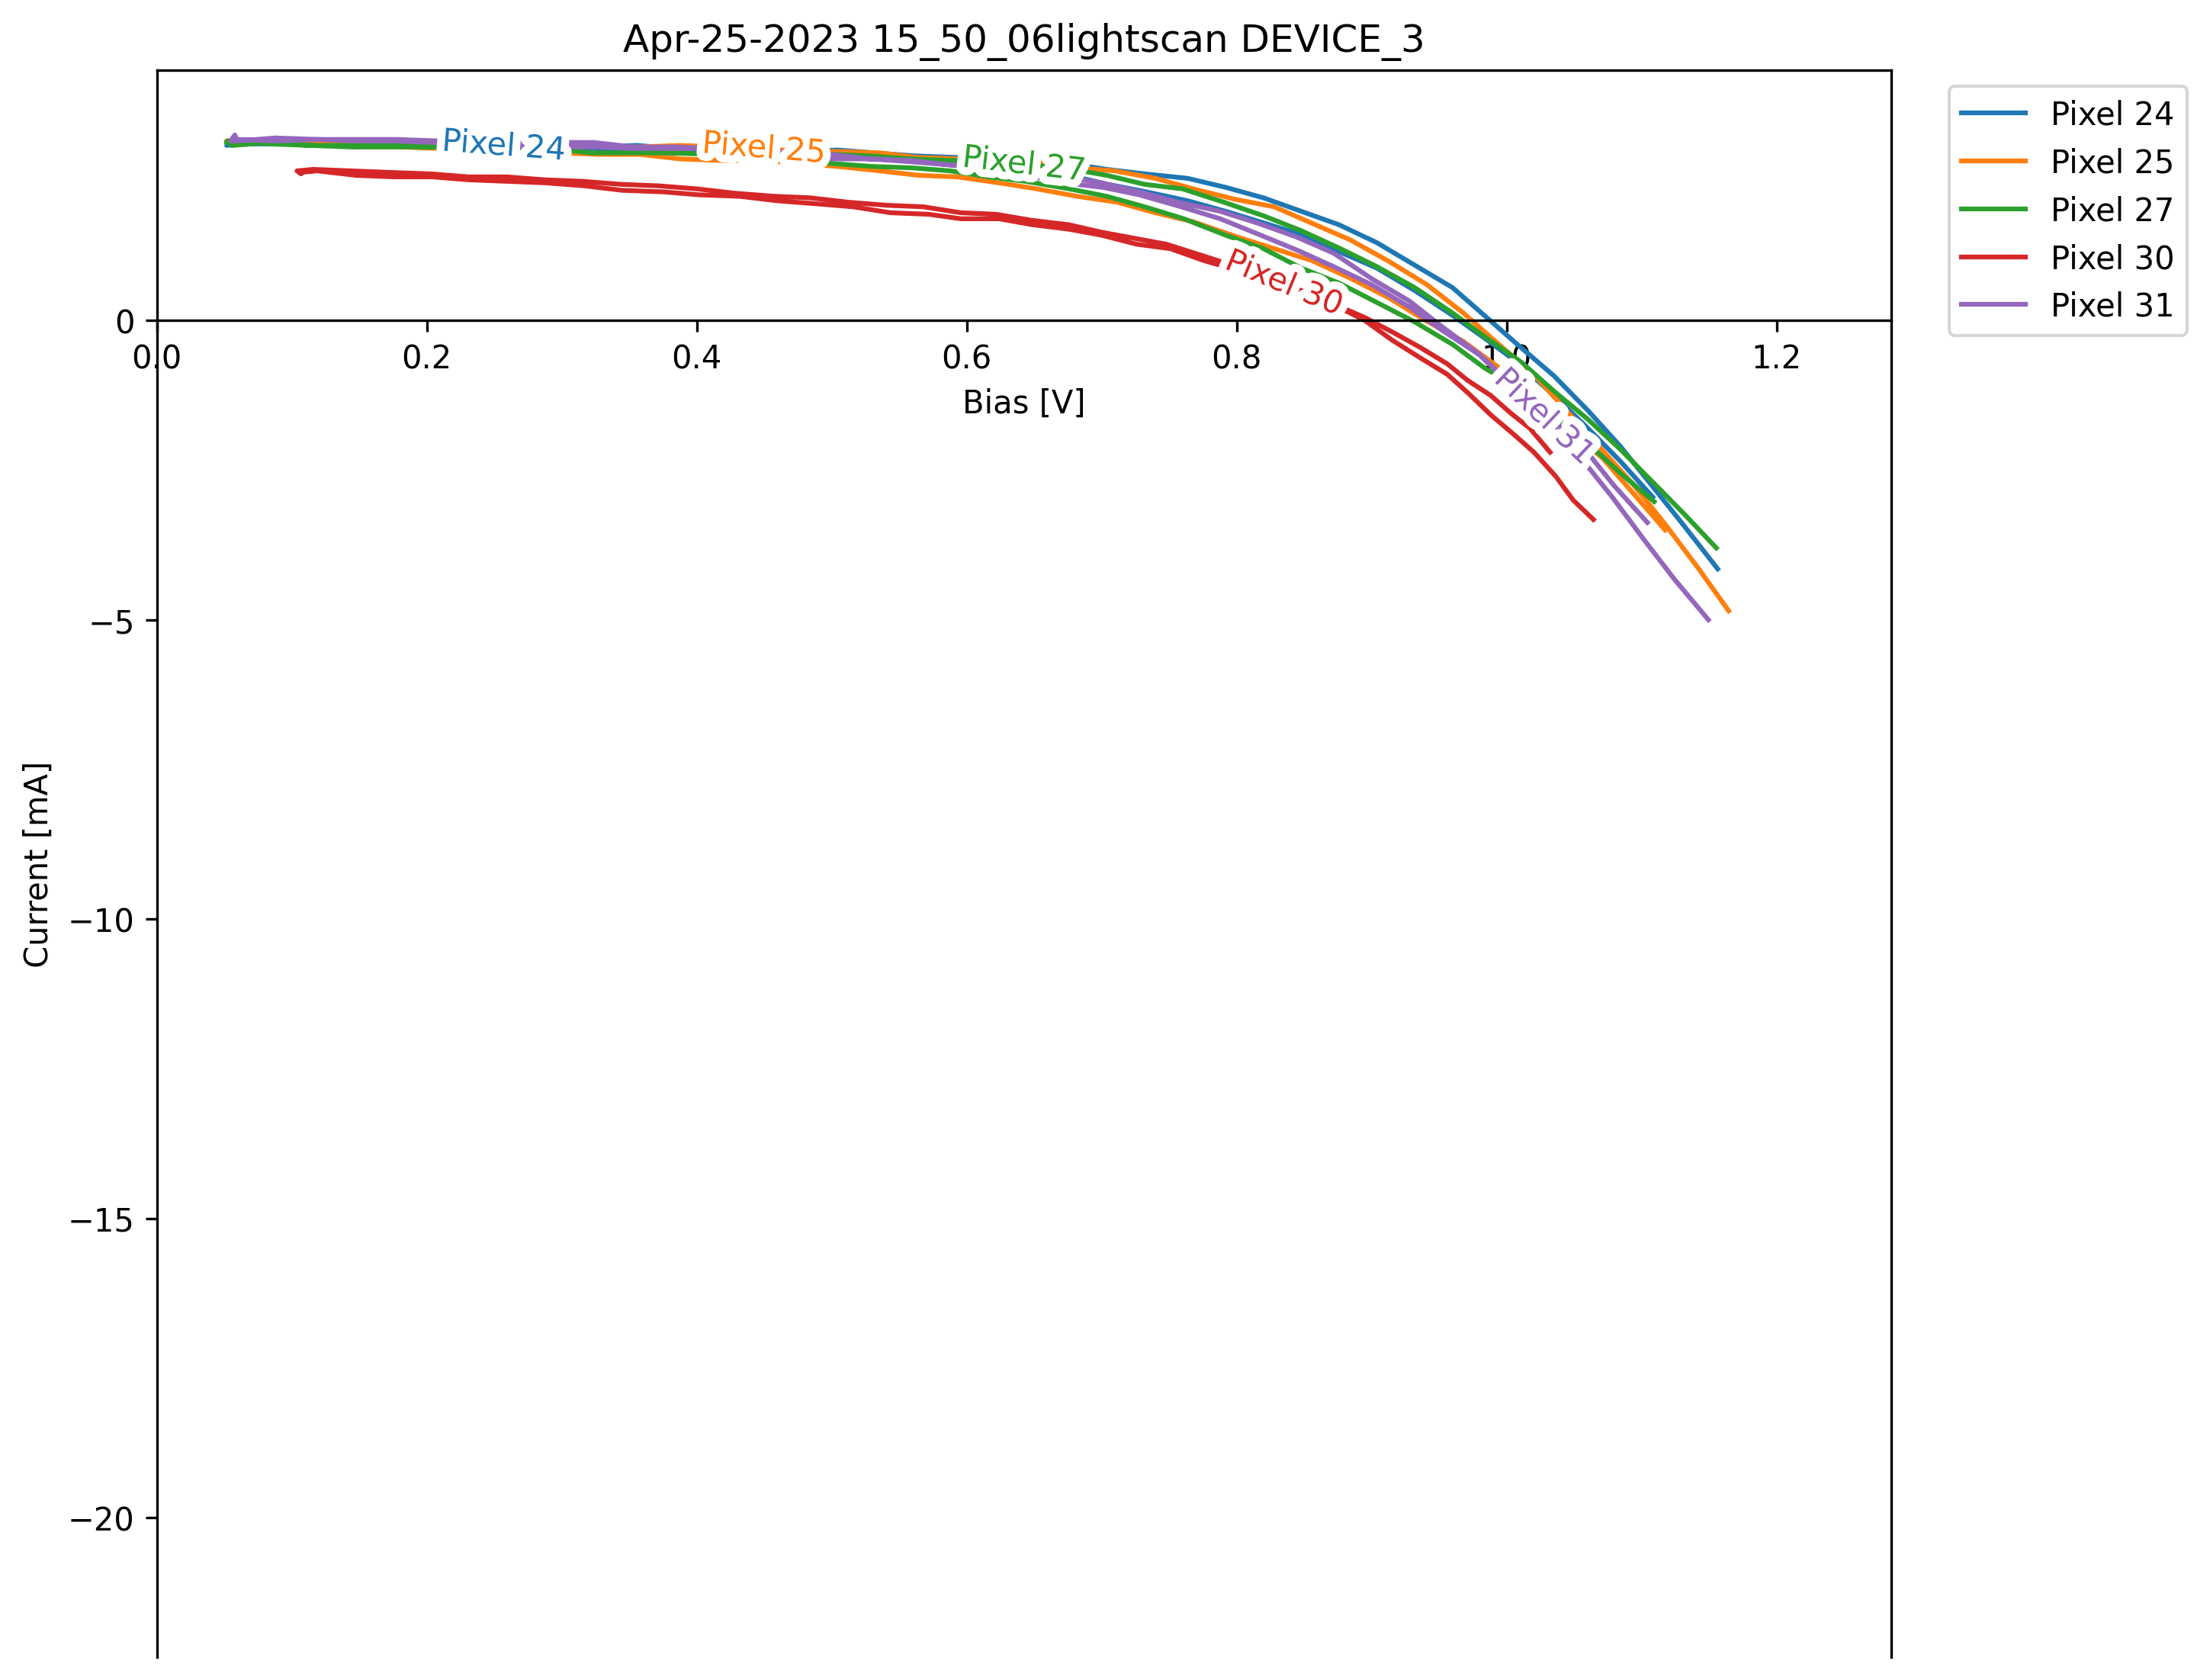 Apr-25-2023 15_50_06lightscan DEVICE_3
Pixel 24
Pixel 25
Pixel 27
Pixel 30
Pixel 31
Pixel 24
Pixel 25
Pixel 27
Pixel 30
Pixel 31
0
0.0
0.2
0.4
0.6
0.8
1.0
1.2
Bias [V]
−5
−10
−15
−20
Current [mA]